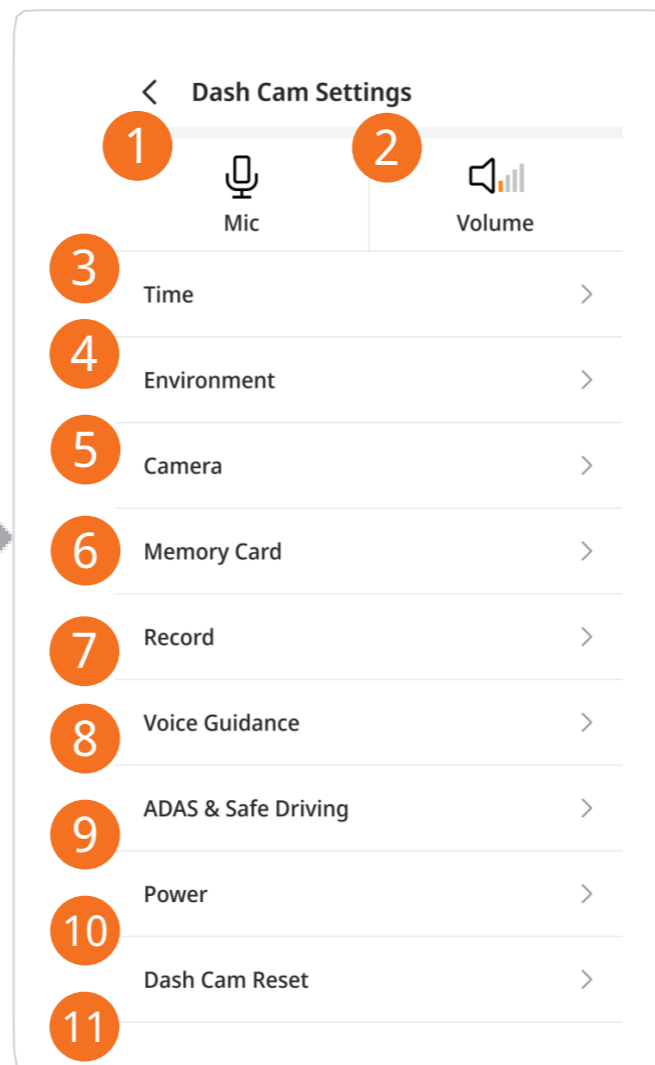 Dash Cam Settings
1
2
Mic
Volume
3
Time
4
Environment
5
Camera
6
Memory Card
7
Record
8
Voice Guidance
9
ADAS & Safe Driving
10
Power
Dash Cam Reset
11